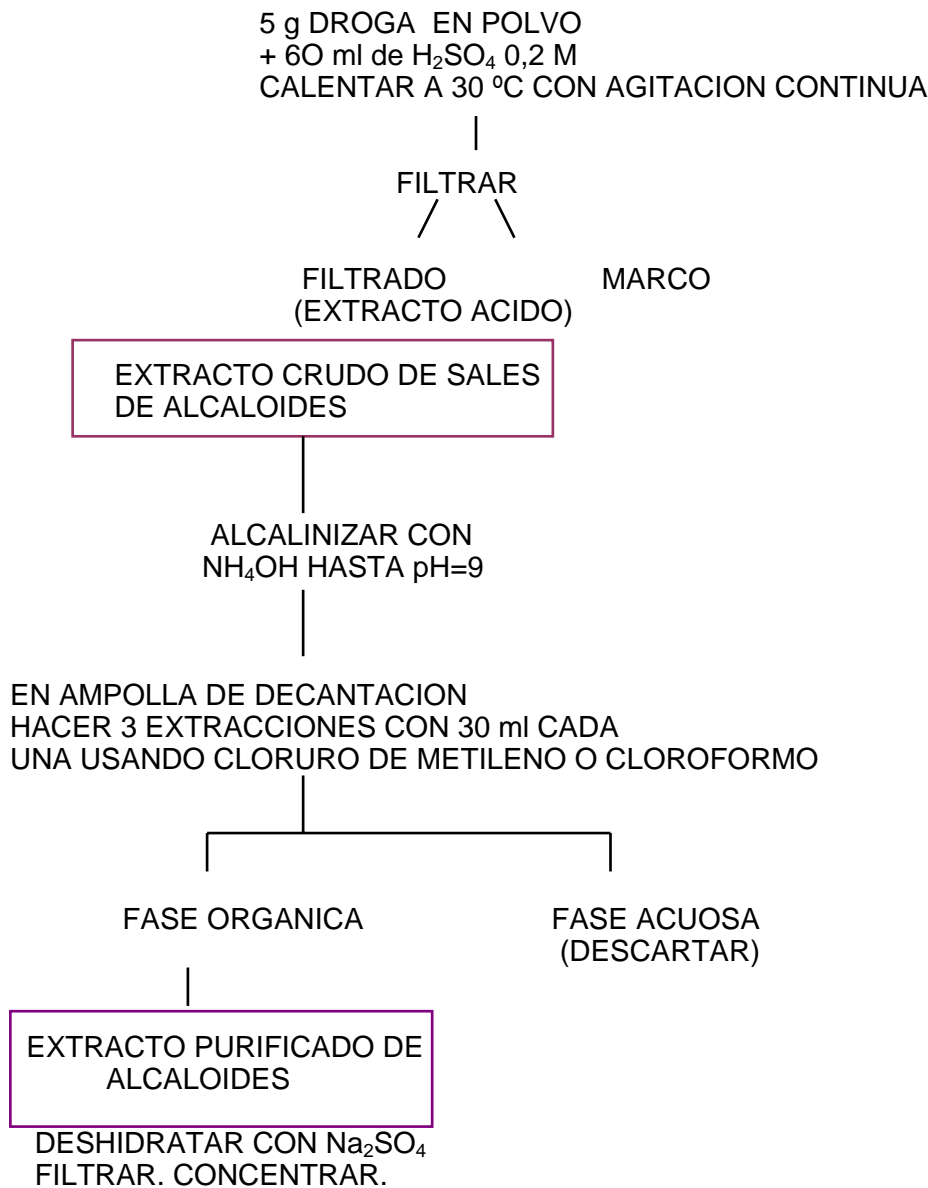 5 g DROGA EN POLVO
+ 6O ml de H₂SO₄ 0,2 M
CALENTAR A 30 ºC CON AGITACION CONTINUA
FILTRAR
FILTRADO MARCO
(EXTRACTO ACIDO)
EXTRACTO CRUDO DE SALES
DE ALCALOIDES
ALCALINIZAR CON
NH₄OH HASTA pH=9
EN AMPOLLA DE DECANTACION
HACER 3 EXTRACCIONES CON 30 ml CADA
UNA USANDO CLORURO DE METILENO O CLOROFORMO
FASE ORGANICA FASE ACUOSA
(DESCARTAR)
EXTRACTO PURIFICADO DE
ALCALOIDES
DESHIDRATAR CON Na₂SO₄
FILTRAR. CONCENTRAR.